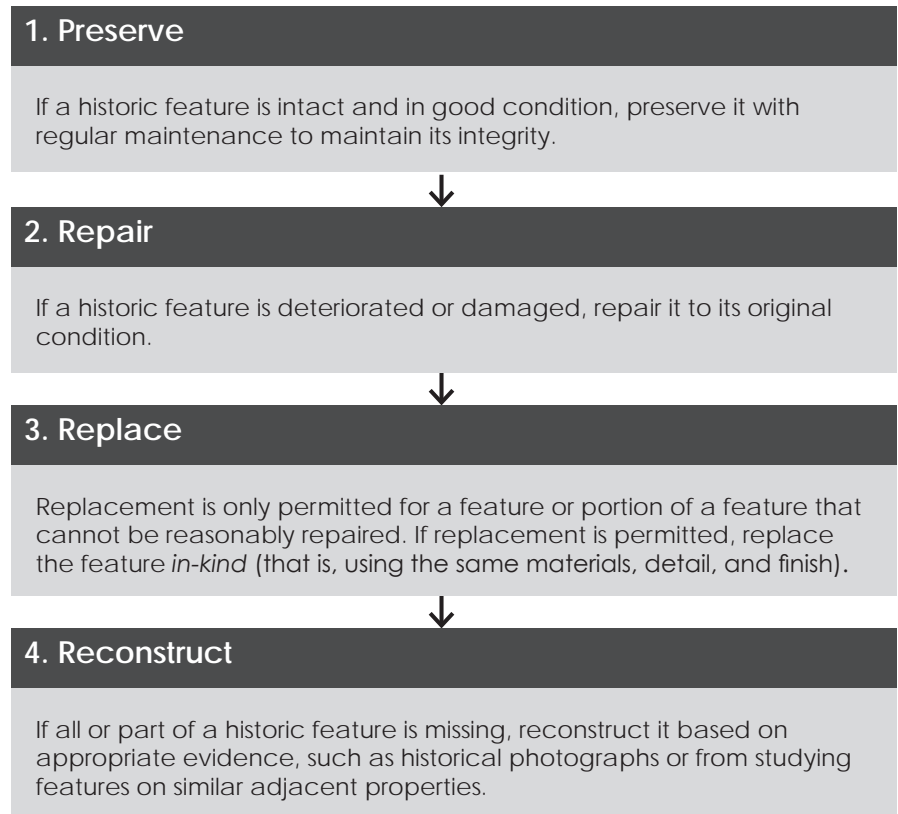 1. Preserve
If a historic feature is intact and in good condition, preserve it with
regular maintenance to maintain its integrity.
2. Repair
If a historic feature is deteriorated or damaged, repair it to its original
condition.
3. Replace
Replacement is only permitted for a feature or portion of a feature that
cannot be reasonably repaired. If replacement is permitted, replace
the feature in-kind (that is, using the same materials, detail, and finish).
4. Reconstruct
If all or part of a historic feature is missing, reconstruct it based on
appropriate evidence, such as historical photographs or from studying
features on similar adjacent properties.